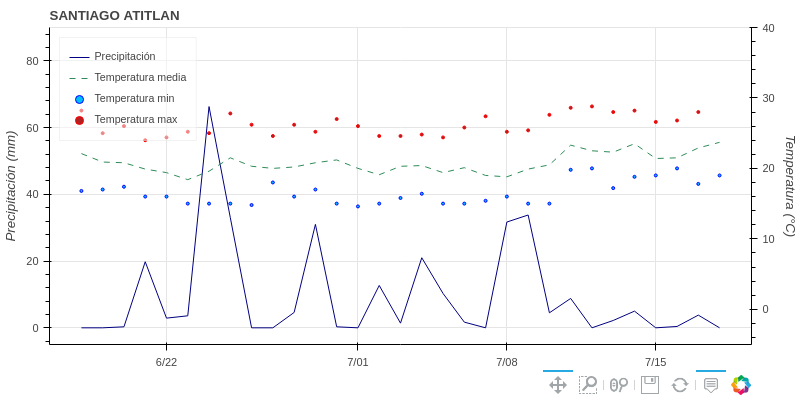 SANTIAGO ATITLAN
Precipitación
Temperatura media
Temperatura min
Temperatura max
Precipitación (mm)
80
60
40
20
0
40
30
20
10
0
Temperatura (°C)
6/22
7/01
7/08
7/15